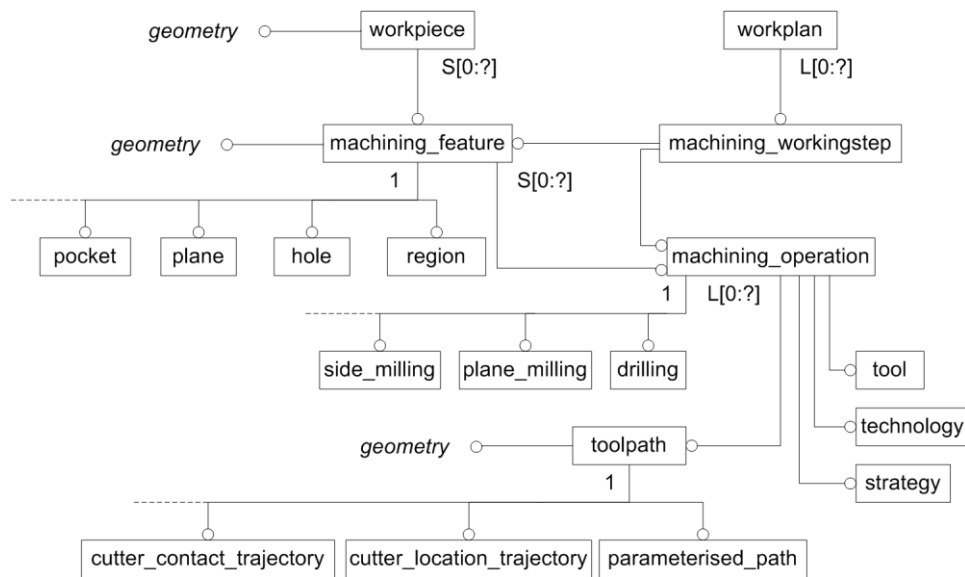 geometry
workpiece
workplan
S[0:?]
L[0:?]
geometry
machining_feature
machining_workingstep
1
S[0:?]
pocket
plane
hole
region
machining_operation
1
L[0:?]
side_milling
plane_milling
drilling
tool
technology
geometry
toolpath
strategy
1
cutter_contact_trajectory
cutter_location_trajectory
parameterised_path